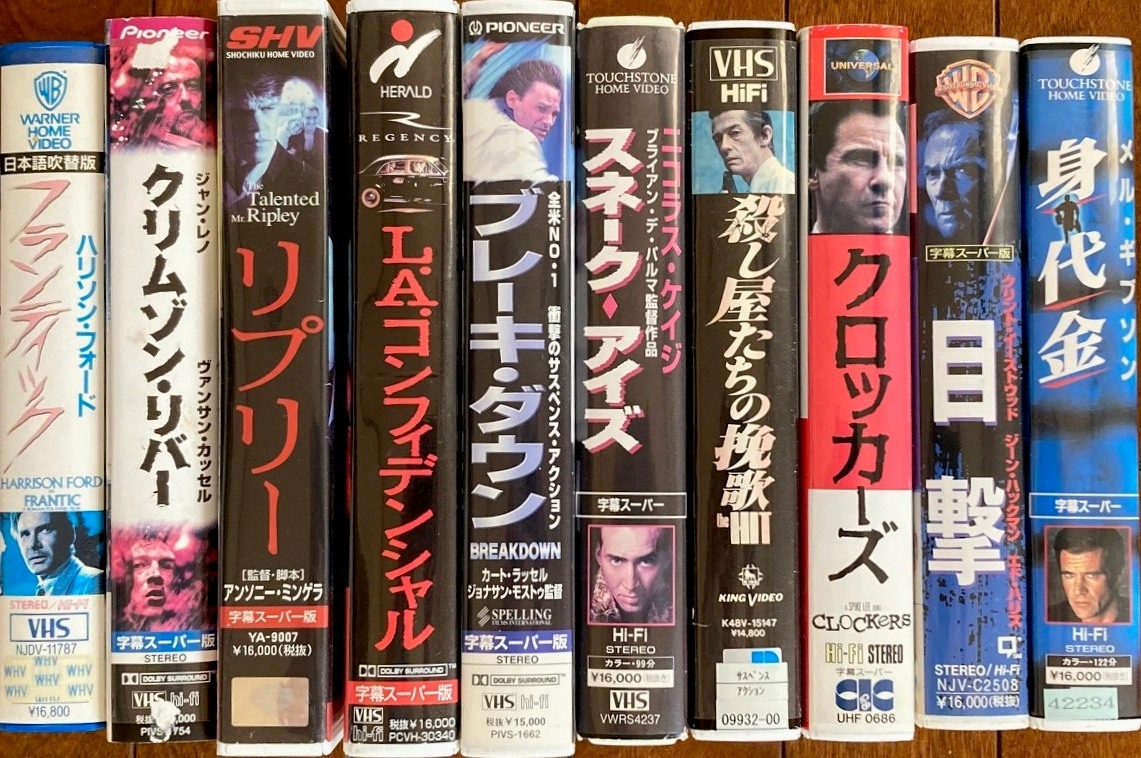 WB
WARNER
HOME
VIDEO
日本語吹替版
フランティック
ハリソン・フォード
HARRISON FORD
IN
FRANTIC
STEREO/Hi-Fi
VHS
NJDV-11787
WHV WHV WHV
WHV WHV WHV
¥16,800
Pioneer
ジャン・レノ
クリムゾン・リバー
ヴァンサン・カッセル
字幕スーパー版
STEREO
VHS hi-fi
SHV
SHOCHIKU HOME VIDEO
The
Talented
Mr. Ripley
リプリー
[監督・脚本]
アンソニー・ミンゲラ
字幕スーパー版
YA-9007
¥16,000(税抜)
HERALD
REGENCY
L.A.コンフィデンシャル
DOLBY SURROUND
字幕スーパー版
VHS
hi-fi
税抜¥16,000
PCVH-30340
PIONEER
全米NO・1 衝撃のサスペンス・アクション
ブレーキ・ダウン
BREAKDOWN
カート・ラッセル
ジョナサン・モストゥ監督
SPELLING
FILMS INTERNATIONAL
字幕スーパー版
STEREO
DOLBY SURROUND
VHS hi-fi
税抜¥15,000
PIVS-1662
TOUCHSTONE
HOME VIDEO
ニコラス・ケイジ
ブライアン・デ・パルマ監督作品
スネーク・アイズ
字幕スーパー
Hi-Fi
STEREO
カラー・99分
¥16,000(税抜き)
VHS
VWRS4237
VHS
HiFi
殺し屋たちの挽歌
the HIT
KING VIDEO
K48V-15147
¥14,800
サスペンス
アクション
09932-00
UNIVERSAL
クロッカーズ
A SPIKE LEE JOINT
CLOCKERS
Hi-Fi STEREO
字幕スーパー
CIC
UHF 0686
WB
字幕スーパー版
クリント・イーストウッド ジーン・ハックマン エド・ハリス
目撃
STEREO/Hi-Fi
NJV-C2508
¥16,000(税抜)
TOUCHSTONE
HOME VIDEO
メル・ギブソン
身代金
字幕スーパー
Hi-Fi
STEREO
カラー・122分
¥16,000(税抜き)
42234